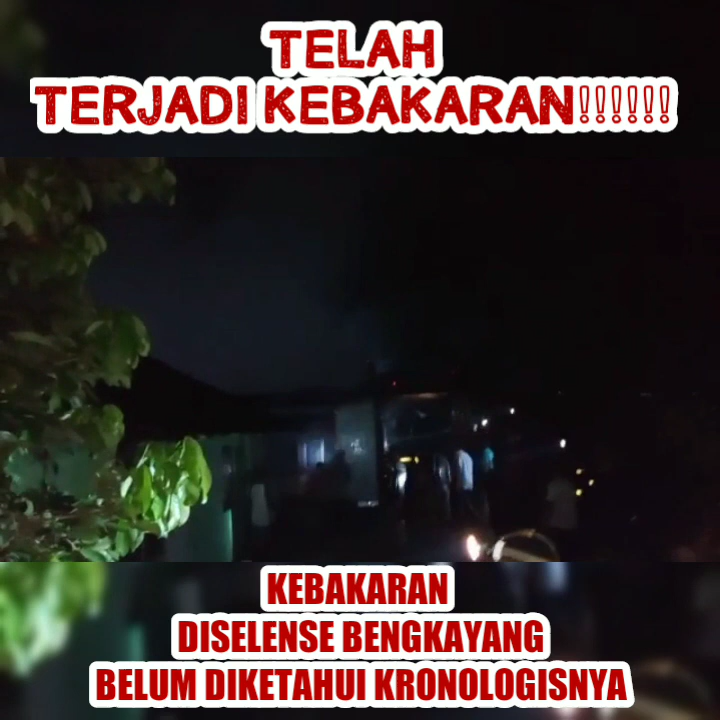 TELAH
TERJADI KEBAKARAN!!!!!!
KEBAKARAN
DISELENSE BENGKAYANG
BELUM DIKETAHUI KRONOLOGISNYA